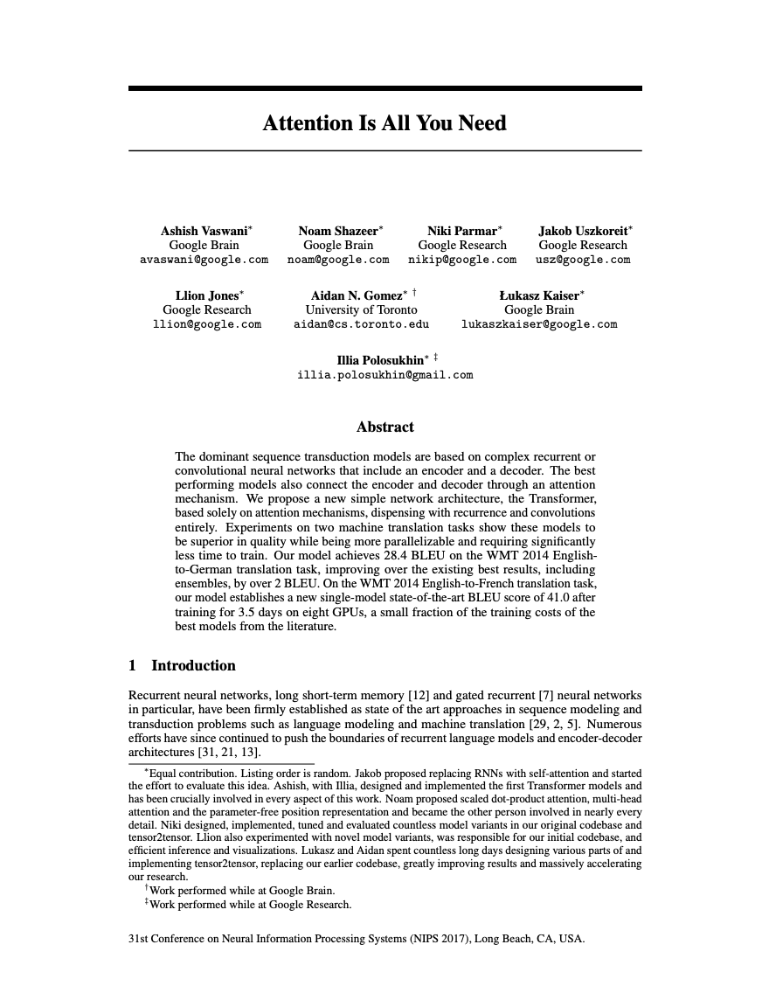 Attention Is All You Need
Ashish Vaswani*
Google Brain
avaswani@google.com
Noam Shazeer*
Google Brain
noam@google.com
Niki Parmar*
Google Research
nikip@google.com
Jakob Uszkoreit*
Google Research
usz@google.com
Llion Jones*
Google Research
llion@google.com
Aidan N. Gomez* †
University of Toronto
aidan@cs.toronto.edu
Łukasz Kaiser*
Google Brain
lukaszkaiser@google.com
Illia Polosukhin* ‡
illia.polosukhin@gmail.com
Abstract
The dominant sequence transduction models are based on complex recurrent or
convolutional neural networks that include an encoder and a decoder. The best
performing models also connect the encoder and decoder through an attention
mechanism. We propose a new simple network architecture, the Transformer,
based solely on attention mechanisms, dispensing with recurrence and convolutions
entirely. Experiments on two machine translation tasks show these models to
be superior in quality while being more parallelizable and requiring significantly
less time to train. Our model achieves 28.4 BLEU on the WMT 2014 English-
to-German translation task, improving over the existing best results, including
ensembles, by over 2 BLEU. On the WMT 2014 English-to-French translation task,
our model establishes a new single-model state-of-the-art BLEU score of 41.0 after
training for 3.5 days on eight GPUs, a small fraction of the training costs of the
best models from the literature.
1 Introduction
Recurrent neural networks, long short-term memory [12] and gated recurrent [7] neural networks
in particular, have been firmly established as state of the art approaches in sequence modeling and
transduction problems such as language modeling and machine translation [29, 2, 5]. Numerous
efforts have since continued to push the boundaries of recurrent language models and encoder-decoder
architectures [31, 21, 13].
*Equal contribution. Listing order is random. Jakob proposed replacing RNNs with self-attention and started
the effort to evaluate this idea. Ashish, with Illia, designed and implemented the first Transformer models and
has been crucially involved in every aspect of this work. Noam proposed scaled dot-product attention, multi-head
attention and the parameter-free position representation and became the other person involved in nearly every
detail. Niki designed, implemented, tuned and evaluated countless model variants in our original codebase and
tensor2tensor. Llion also experimented with novel model variants, was responsible for our initial codebase, and
efficient inference and visualizations. Lukasz and Aidan spent countless long days designing various parts of and
implementing tensor2tensor, replacing our earlier codebase, greatly improving results and massively accelerating
our research.
†Work performed while at Google Brain.
‡Work performed while at Google Research.
31st Conference on Neural Information Processing Systems (NIPS 2017), Long Beach, CA, USA.